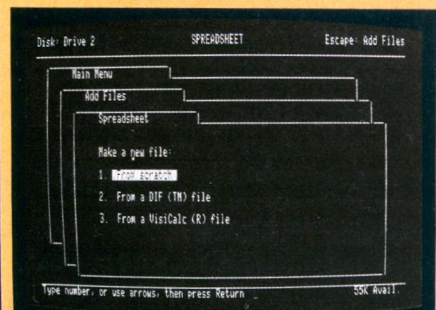 Disk: Drive 2 SPREADSHEET Escape: Add Files
Main Menu
Add Files
Spreadsheet
Make a new file:
1. From scratch
2. From a DIF (TM) file
3. From a VisiCalc (R) file
Type number, or use arrows, then press Return 55K Avail.